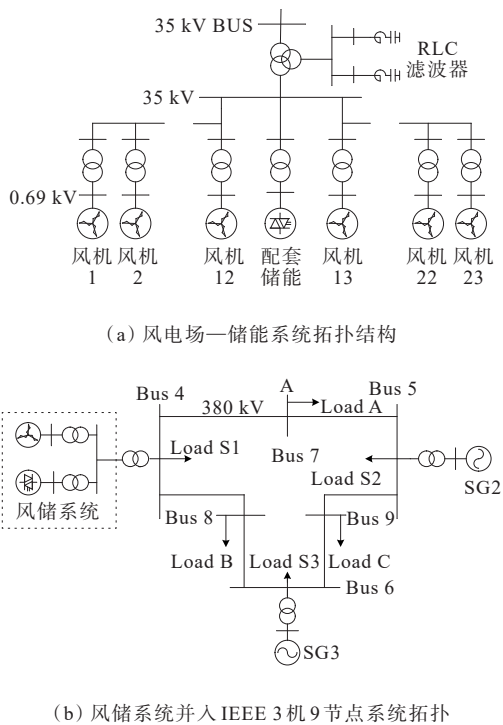 35 kV BUS
RLC
滤波器
35 kV
0.69 kV
风机 风机 风机 配套 风机 风机 风机
1 2 12 储能 13 22 23
(a) 风电场—储能系统拓扑结构
A
Bus 4 Bus 5
380 kV Load A
Load S1 Bus 7 Load S2
风储系统 SG2
Bus 8 Bus 9
Load B Load S3 Load C
Bus 6
SG3
(b) 风储系统并入 IEEE 3机9节点系统拓扑